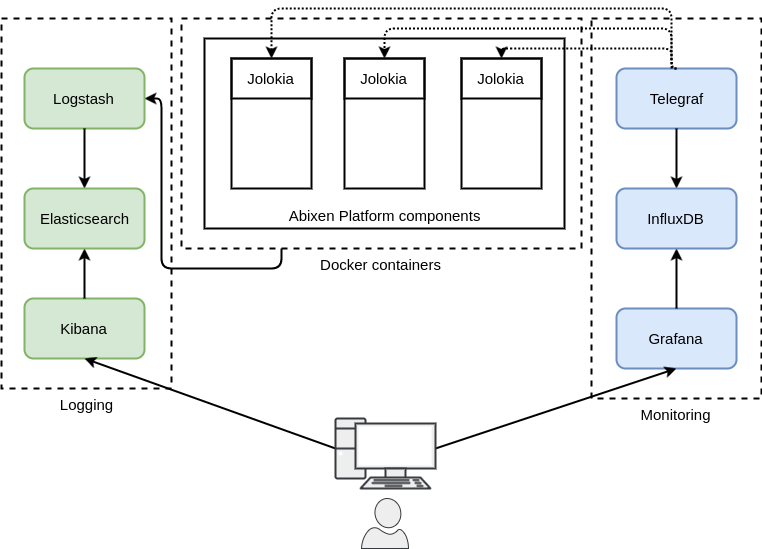 Jolokia
Jolokia
Jolokia
Logstash
Telegraf
Elasticsearch
Abixen Platform components
InfluxDB
Docker containers
Kibana
Grafana
Logging
Monitoring